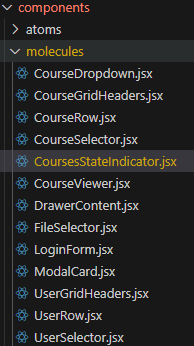 components
atoms
molecules
CourseDropdown.jsx
CourseGridHeaders.jsx
CourseRow.jsx
CourseSelector.jsx
CoursesStateIndicator.jsx
CourseViewer.jsx
DrawerContent.jsx
FileSelector.jsx
LoginForm.jsx
ModalCard.jsx
UserGridHeaders.jsx
UserRow.jsx
UserSelector.jsx